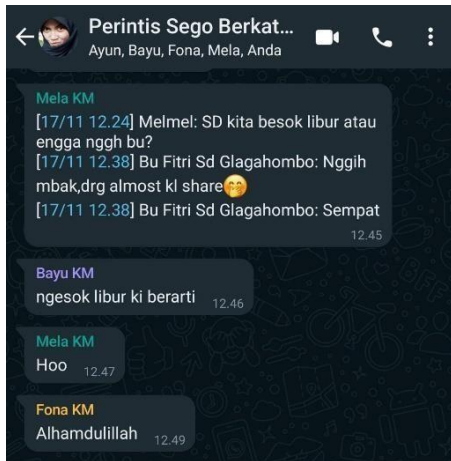 Perintis Sego Berkat...
Ayun, Bayu, Fona, Mela, Anda
Mela KM
[17/11 12.24] Melmel: SD kita besok libur atau
engga nggh bu?
[17/11 12.38] Bu Fitri Sd Glagahombo: Nggih
mbak,drg almost kl share🤭
[17/11 12.38] Bu Fitri Sd Glagahombo: Sempat
12.45
Bayu KM
ngesok libur ki berarti 12.46
Mela KM
Hoo 12.47
Fona KM
Alhamdulillah 12.49